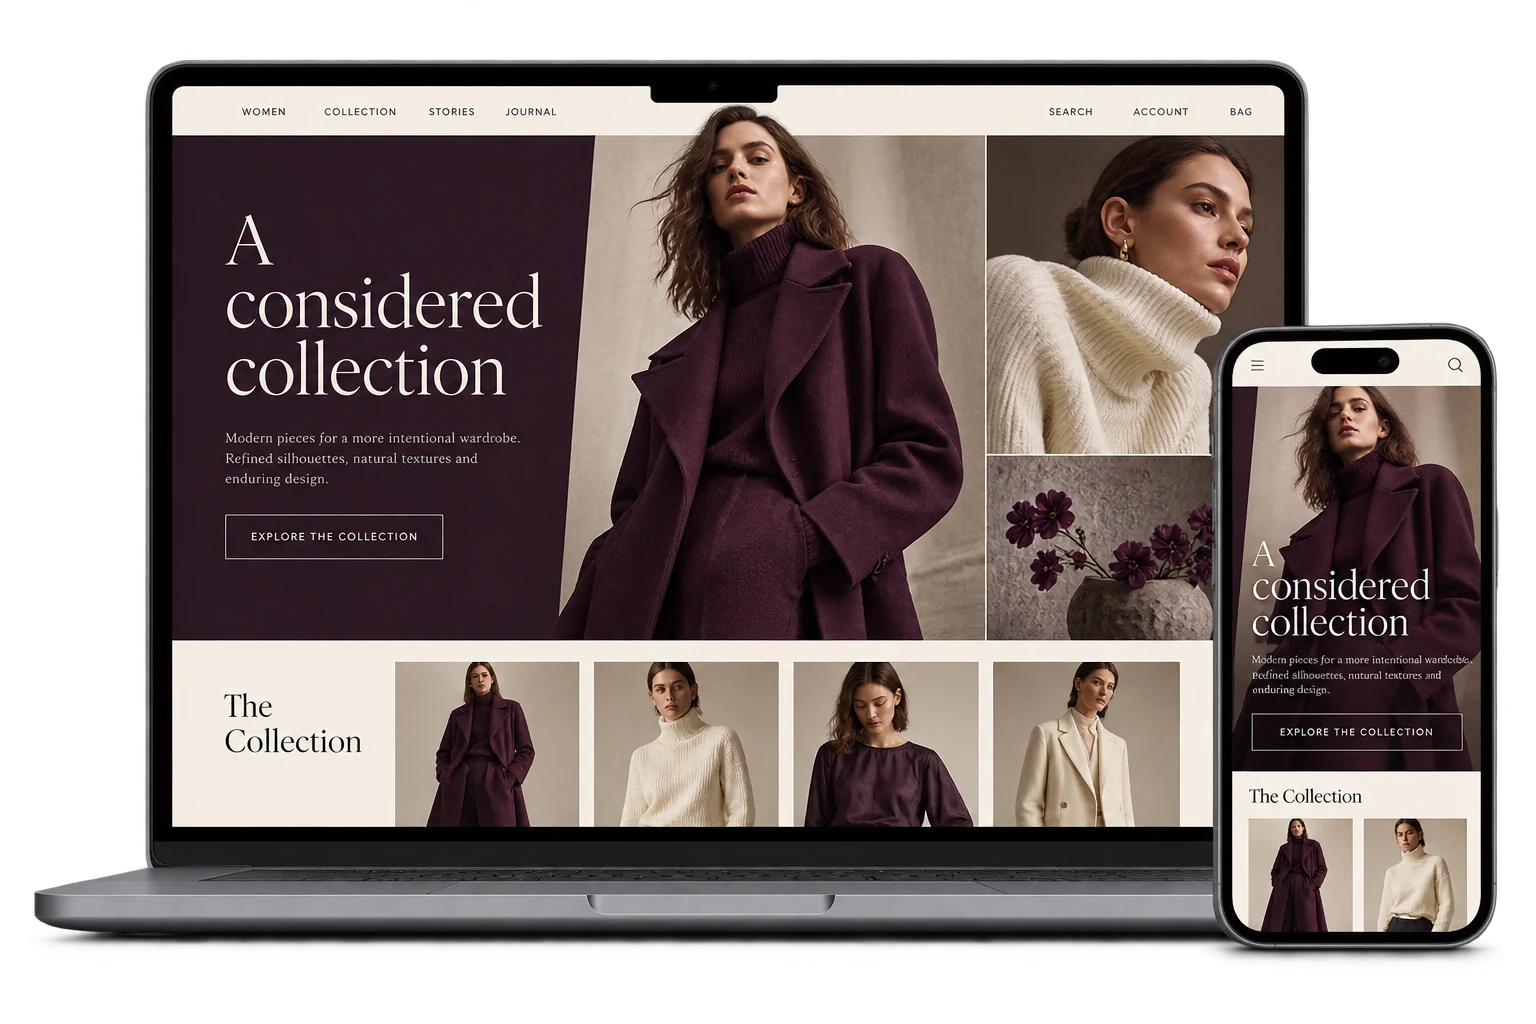 WOMEN COLLECTION STORIES JOURNAL SEARCH ACCOUNT BAG
A
considered
collection
Modern pieces for a more intentional wardrobe.
Refined silhouettes, natural textures and
enduring design.
EXPLORE THE COLLECTION
The
Collection
A
considered
collection
Modern pieces for a more intentional wardrobe.
Refined silhouettes, natural textures and
enduring design.
EXPLORE THE COLLECTION
The Collection